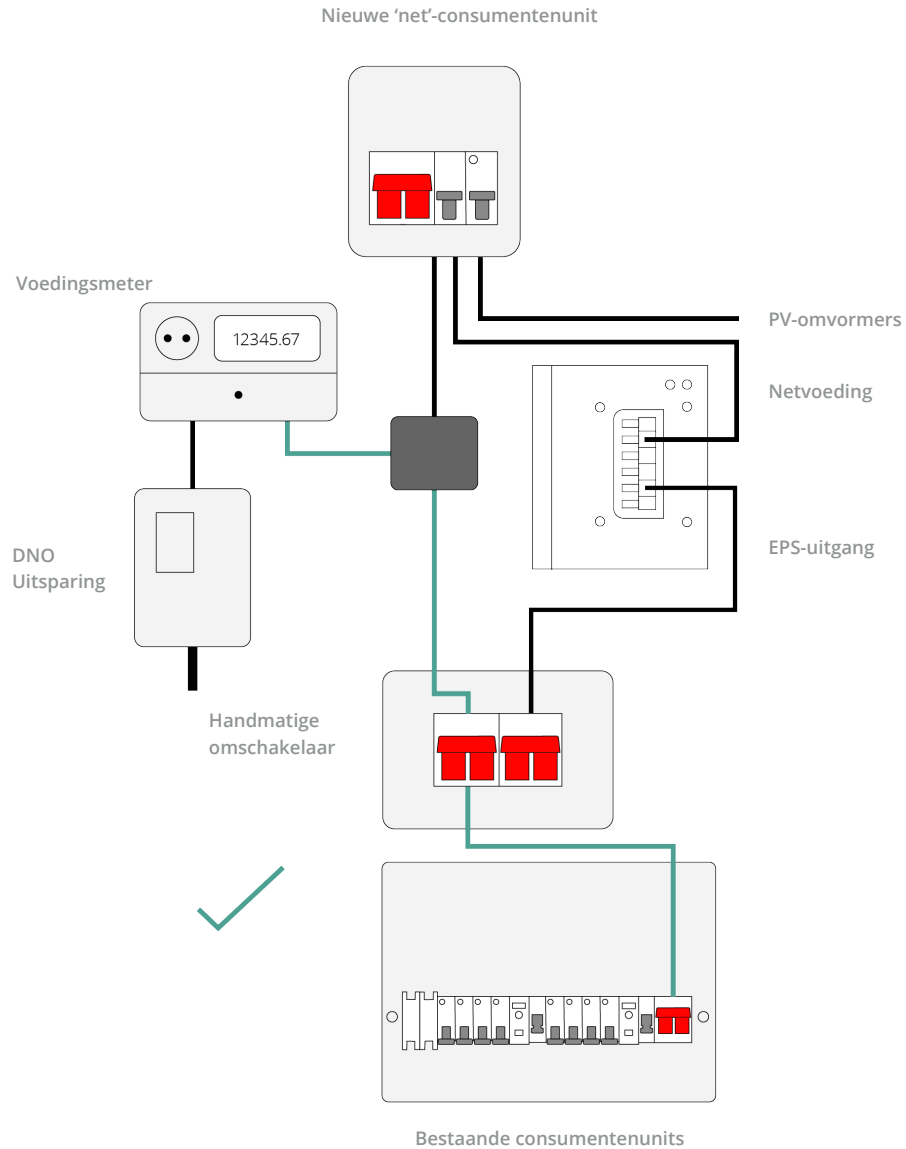 Nieuwe ‘net’-consumentenunit
Voedingsmeter
12345.67
PV-omvormers
Netvoeding
DNO
Uitsparing
EPS-uitgang
Handmatige
omschakelaar
Bestaande consumentenunits